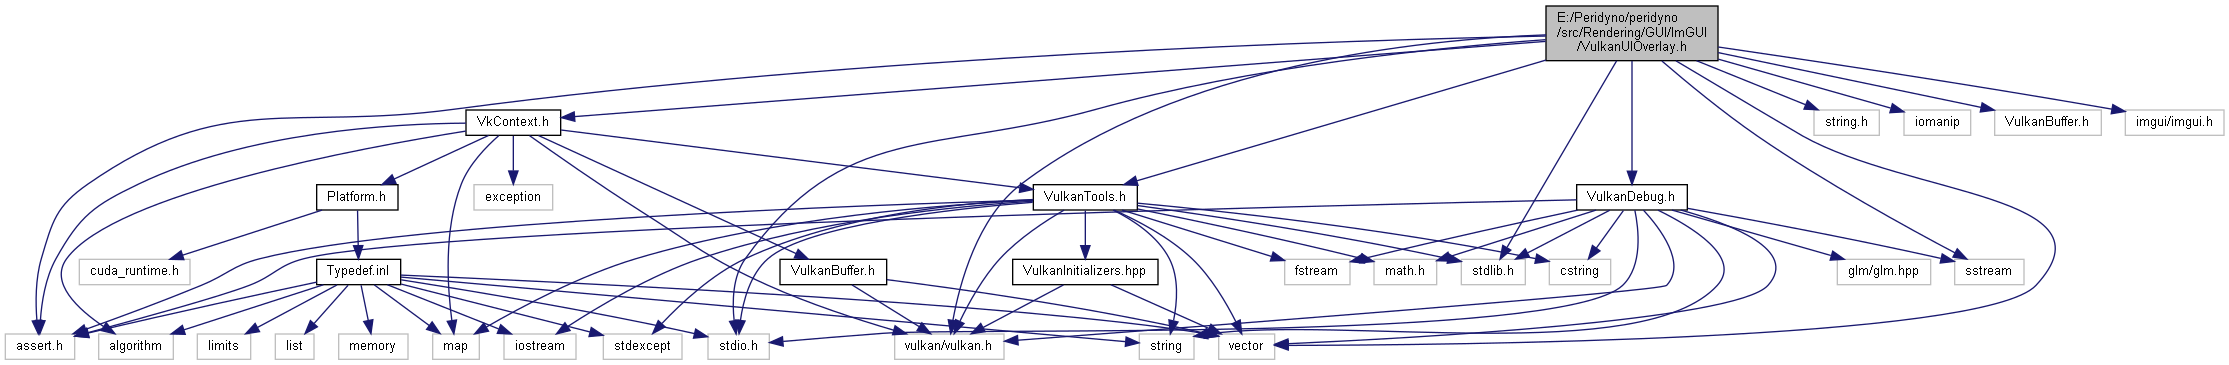 E:/Peridyno/peridyno
/src/Rendering/GUI/ImGUI
/VulkanUIOverlay.h
VkContext.h
string.h
iomanip
VulkanBuffer.h
imgui/imgui.h
Platform.h
exception
VulkanTools.h
VulkanDebug.h
cuda_runtime.h
Typedef.inl
VulkanBuffer.h
VulkanInitializers.hpp
fstream
math.h
stdlib.h
cstring
glm/glm.hpp
sstream
assert.h
algorithm
limits
list
memory
map
iostream
stdexcept
stdio.h
vulkan/vulkan.h
string
vector